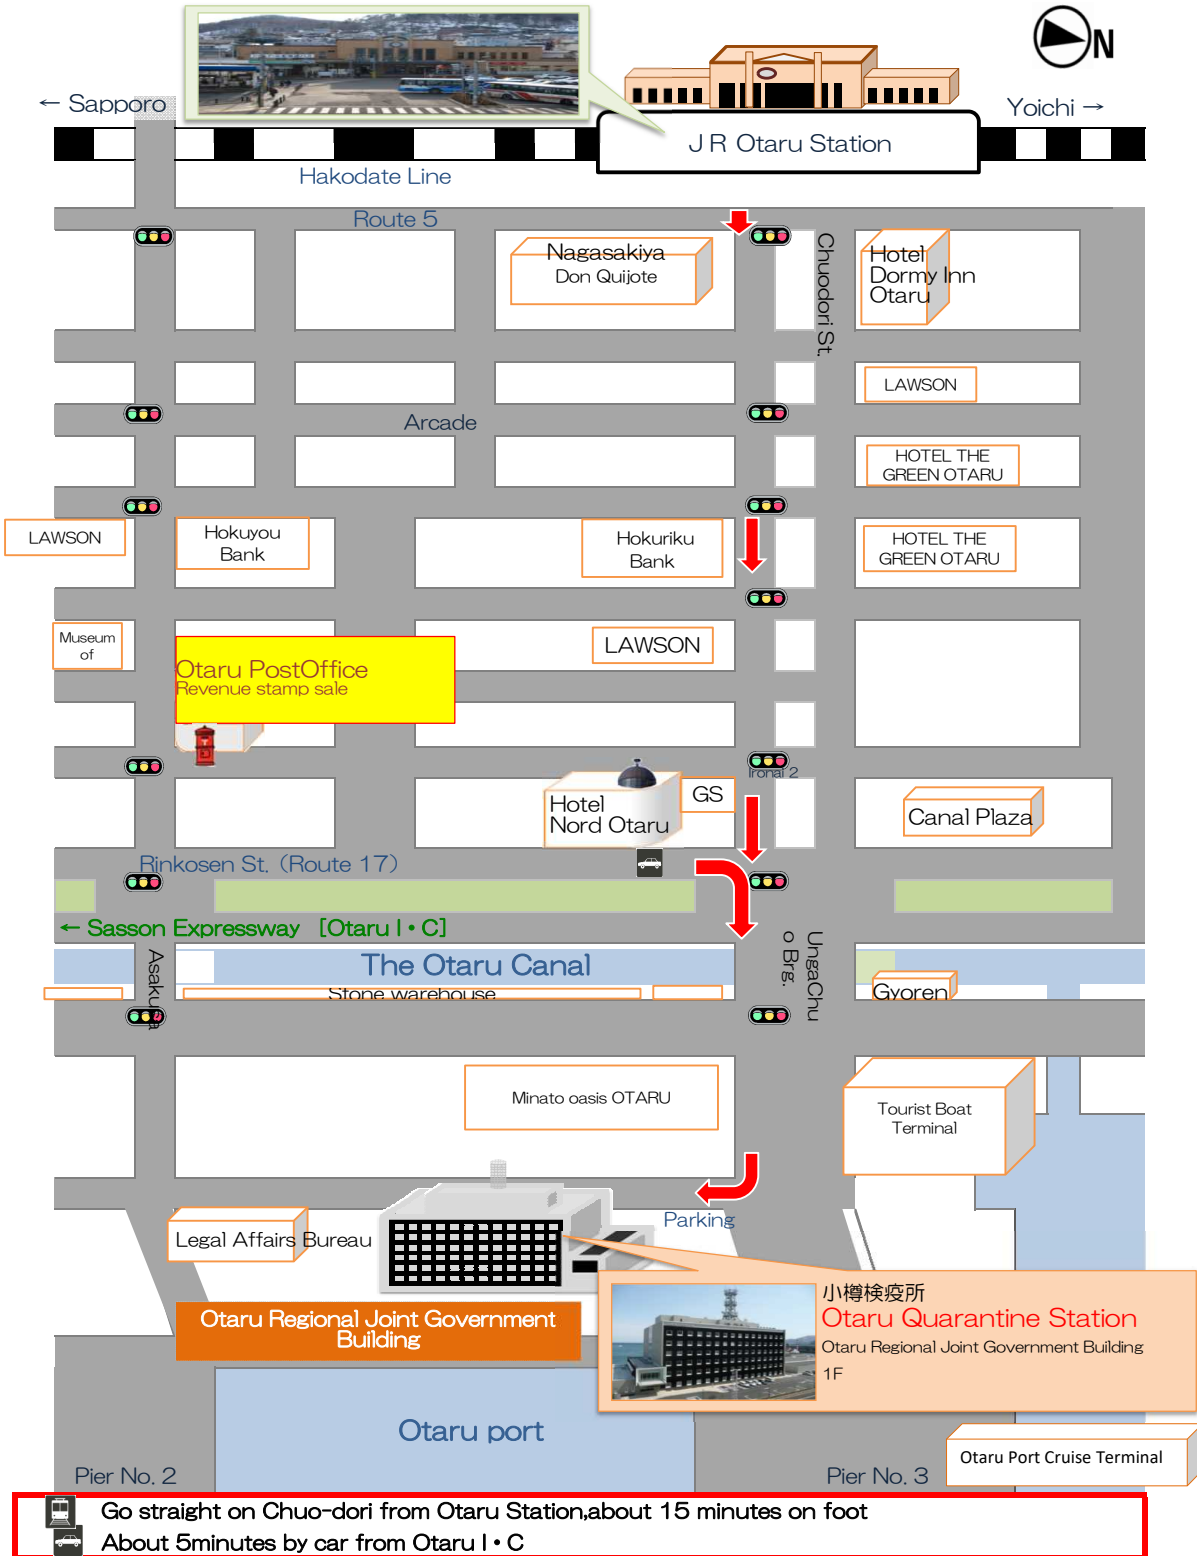 N
← Sapporo
Yoichi →
J R Otaru Station
Hakodate Line
Route 5
Nagasakiya
Don Quijote
Chuodori St.
Hotel
Dormy Inn
Otaru
LAWSON
Arcade
HOTEL THE
GREEN OTARU
LAWSON
Hokuyou
Bank
Hokuriku
Bank
HOTEL THE
GREEN OTARU
Museum
of
Otaru PostOffice
Revenue stamp sale
LAWSON
Ironai 2
Hotel
Nord Otaru
GS
Canal Plaza
Rinkosen St. (Route 17)
← Sasson Expressway [Otaru I・C]
Asakusa
The Otaru Canal
UngaChu
o Brg.
Stone warehouse
Gyoren
Minato oasis OTARU
Tourist Boat
Terminal
Parking
Legal Affairs Bureau
Otaru Regional Joint Government
Building
小樽検疫所
Otaru Quarantine Station
Otaru Regional Joint Government Building
1F
Otaru port
Otaru Port Cruise Terminal
Pier No. 2
Pier No. 3
Go straight on Chuo-dori from Otaru Station,about 15 minutes on foot
About 5minutes by car from Otaru I・C